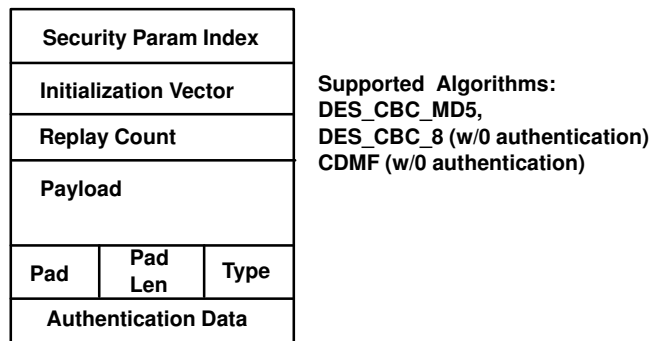 Security Param Index
Initialization Vector
Replay Count
Payload
Pad
Pad
Len
Type
Authentication Data
Supported Algorithms:
DES_CBC_MD5,
DES_CBC_8 (w/0 authentication)
CDMF (w/0 authentication)